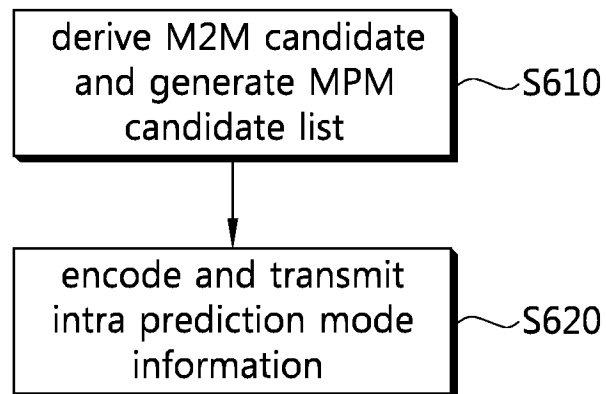 derive M2M candidate
and generate MPM
candidate list
S610
encode and transmit
intra prediction mode
information
S620